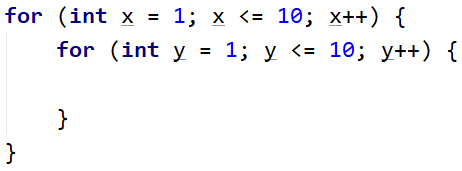 for (int x = 1; x <= 10; x++) {
    for (int y = 1; y <= 10; y++) {
    }
}